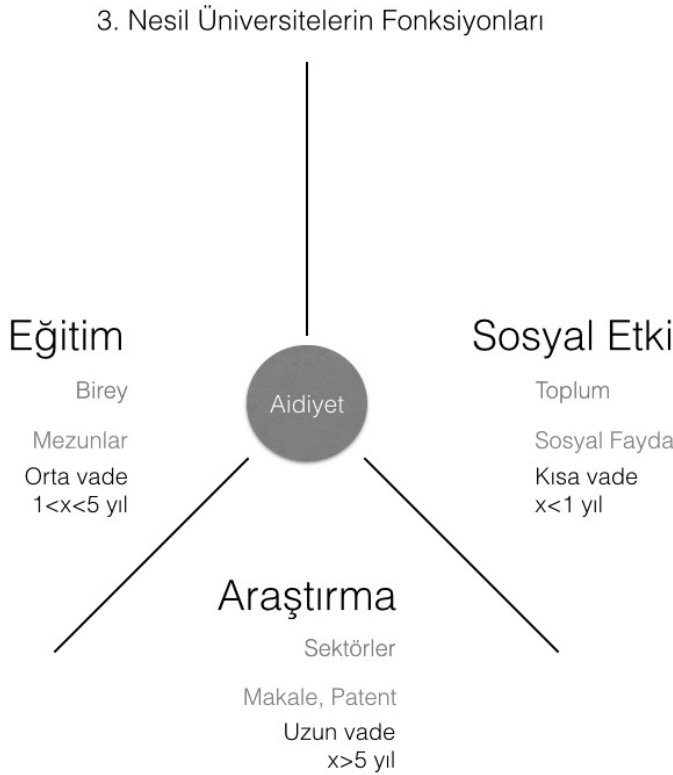 3. Nesil Üniversitelerin Fonksiyonları
Eğitim
Birey
Mezunlar
Orta vade
1<x<5 yıl
Aidiyet
Sosyal Etki
Toplum
Sosyal Fayda
Kısa vade
x<1 yıl
Araştırma
Sektörler
Makale, Patent
Uzun vade
x>5 yıl